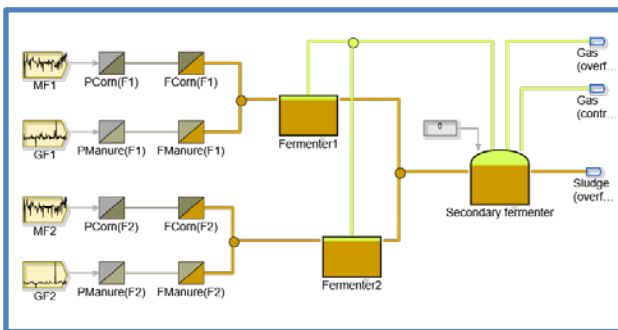 MF1
PCorn(F1)
FCorn(F1)
GF1
PManure(F1)
FManure(F1)
MF2
PCorn(F2)
FCorn(F2)
GF2
PManure(F2)
FManure(F2)
Fermenter1
Fermenter2
0
Secondary fermenter
Gas
(overf...
Gas
(contr...
Sludge
(overf...